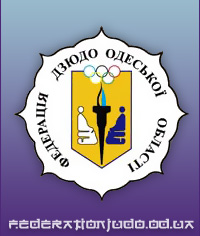 ФЕДЕРАЦІЯ ДЗЮДО ОДЕСЬКОЇ ОБЛАСТІ
FEDERATIONJUDO.OD.UA